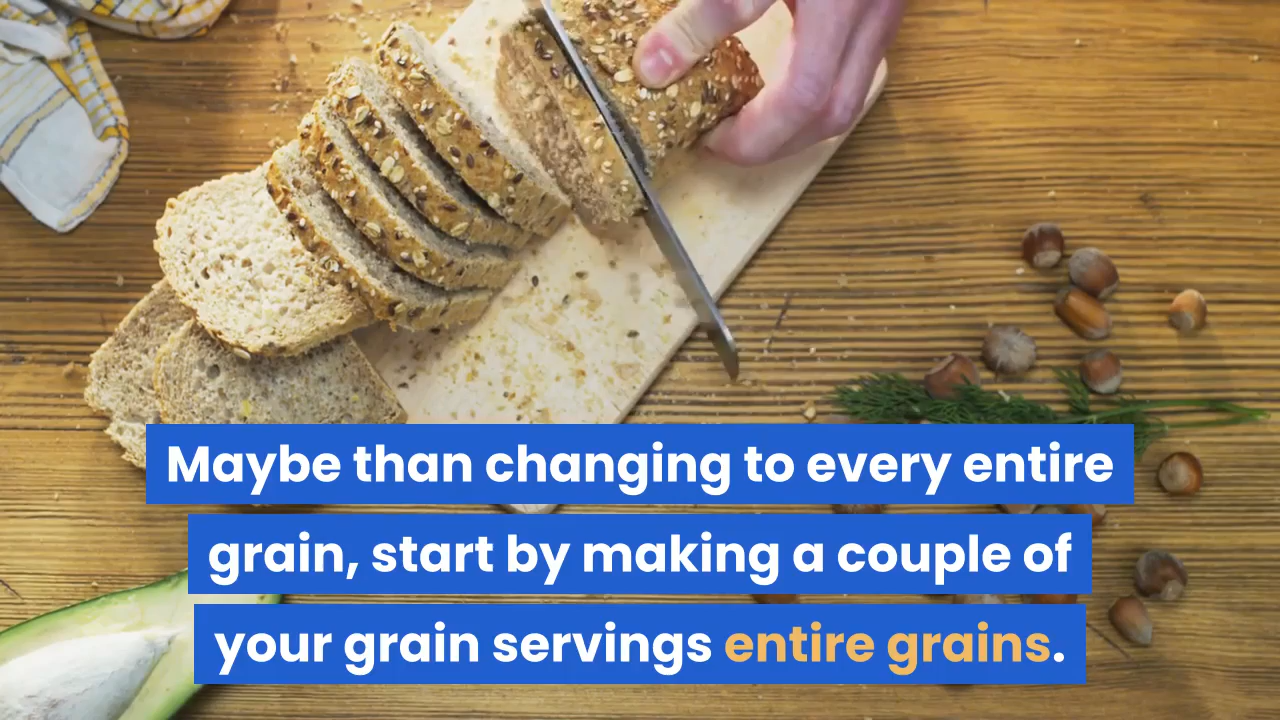 Maybe than changing to every entire
grain, start by making a couple of
your grain servings entire grains.